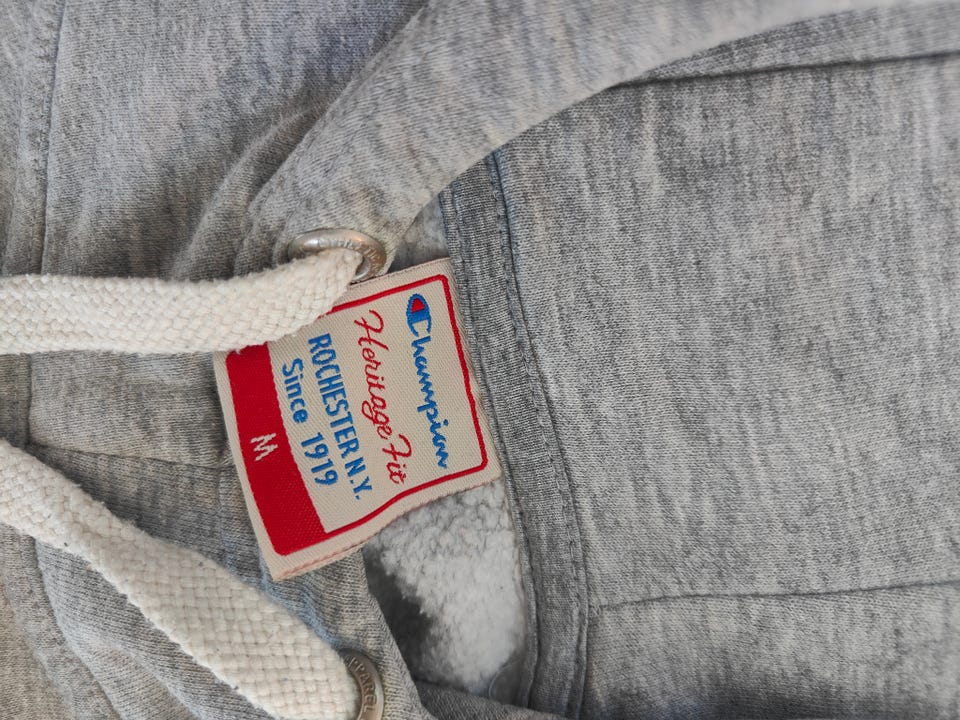 Champion
Heritage Fit
ROCHESTER N.Y.
Since 1919
M